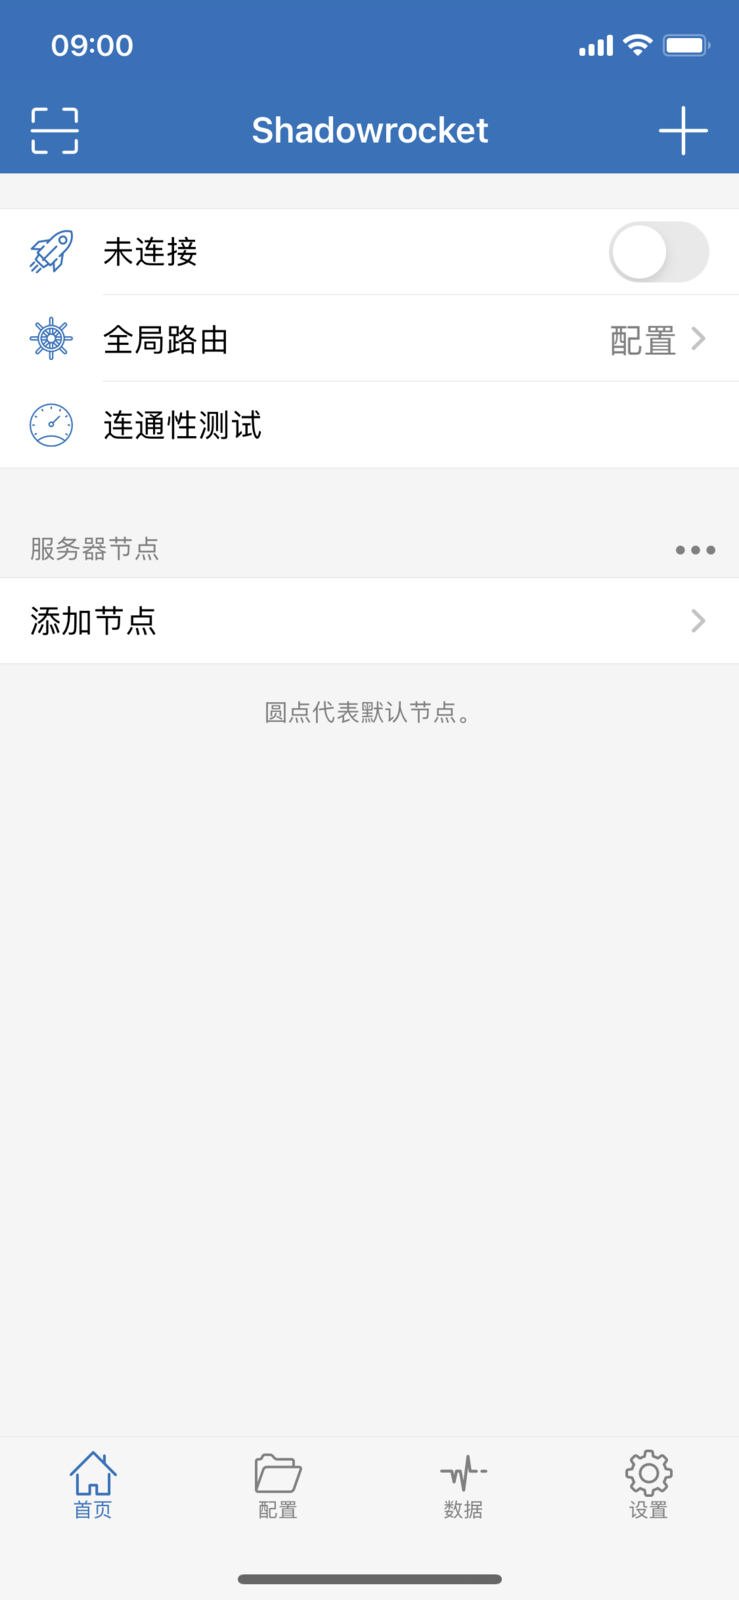 09:00
Shadowrocket
未连接
全局路由
配置
连通性测试
服务器节点
添加节点
圆点代表默认节点。
首页
配置
数据
设置